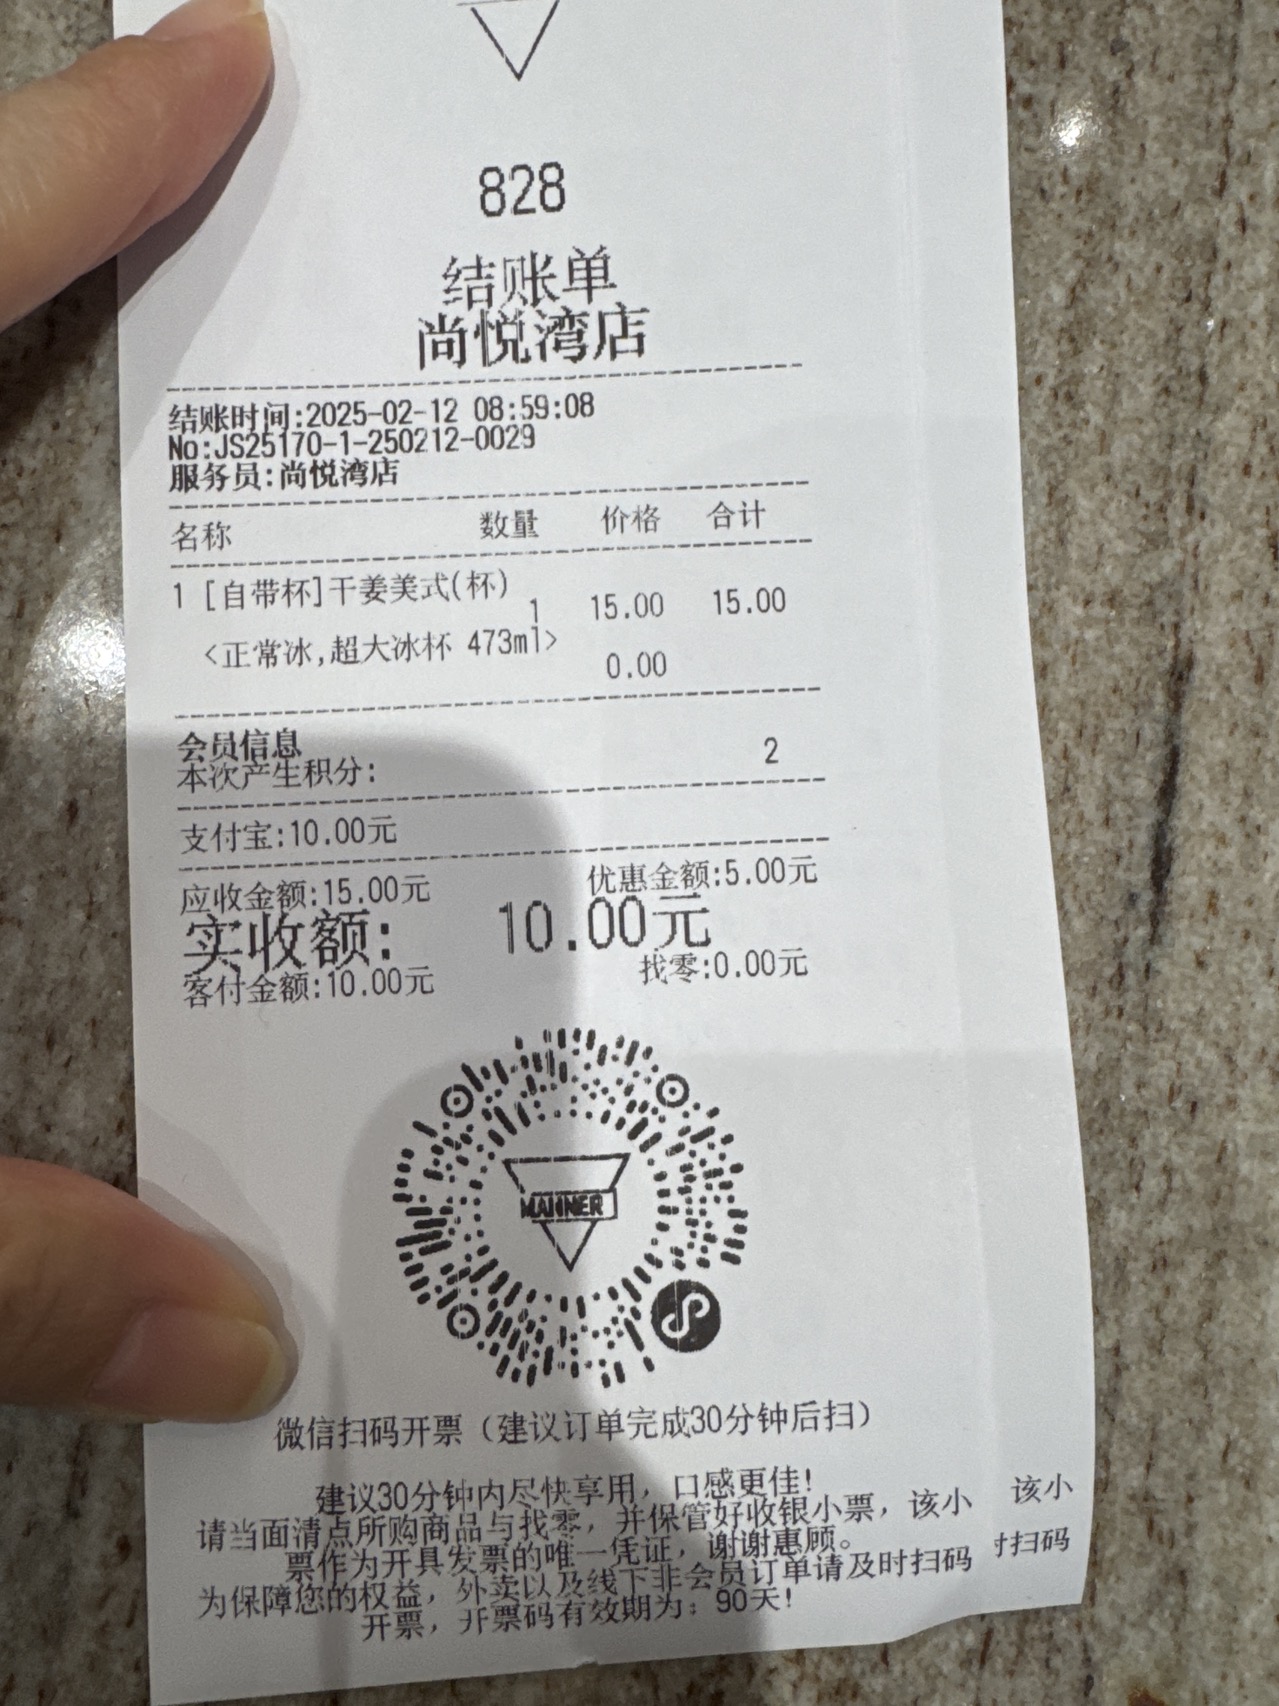 828
结账单
尚悦湾店
结账时间:2025-02-12 08:59:08
No:JS25170-1-250212-0029
服务员:尚悦湾店
名称 数量 价格 合计
1 [自带杯]干姜美式(杯) 1 15.00 15.00
<正常冰,超大冰杯 473ml> 0.00
会员信息
本次产生积分: 2
支付宝:10.00元
应收金额:15.00元 优惠金额:5.00元
实收额: 10.00元
客付金额:10.00元 找零:0.00元
MANNER
微信扫码开票（建议订单完成30分钟后扫）
建议30分钟内尽快享用，口感更佳!
请当面清点所购商品与找零，并保管好收银小票，该小 该小
票作为开具发票的唯一凭证，谢谢惠顾。
为保障您的权益，外卖以及线下非会员订单请及时扫码 时扫码
开票，开票码有效期为：90天!